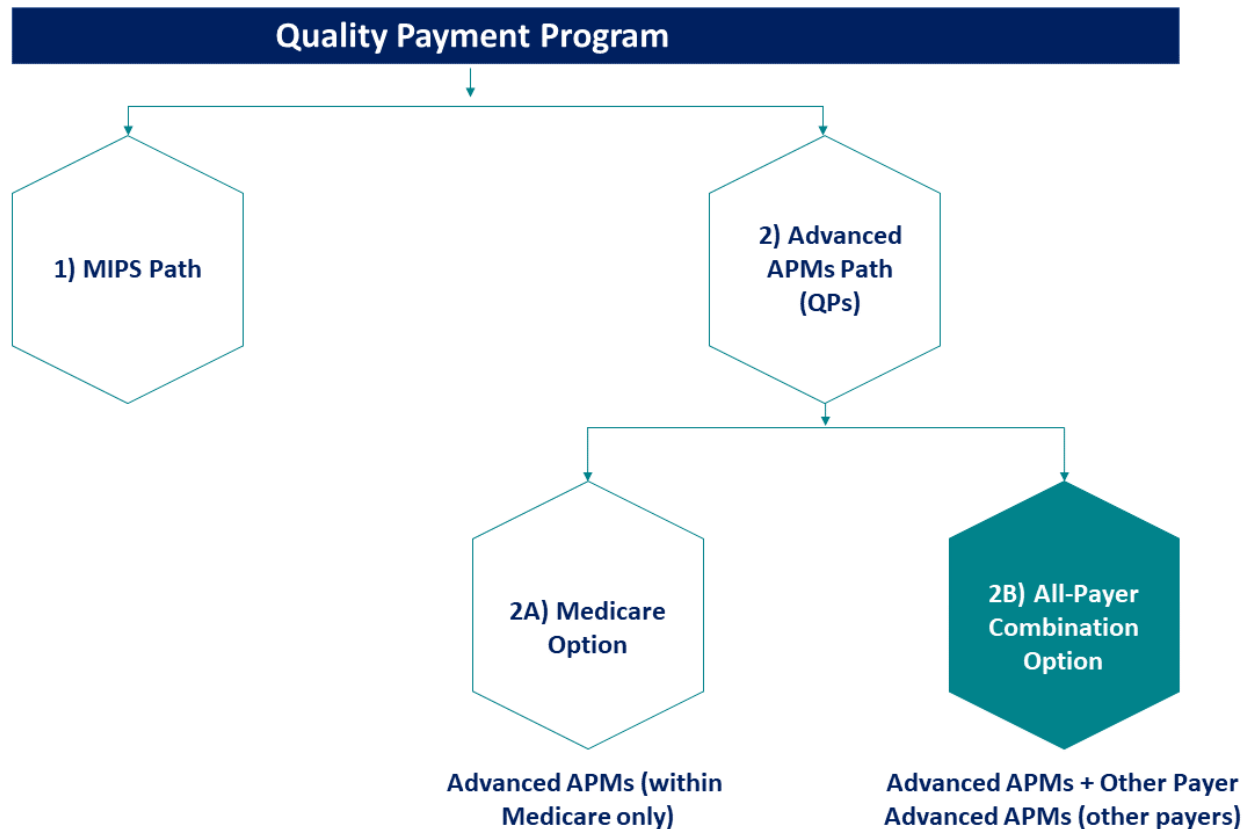 Quality Payment Program
1) MIPS Path
2) Advanced
APMs Path
(QPs)
2A) Medicare
Option
2B) All-Payer
Combination
Option
Advanced APMs (within
Medicare only)
Advanced APMs + Other Payer
Advanced APMs (other payers)